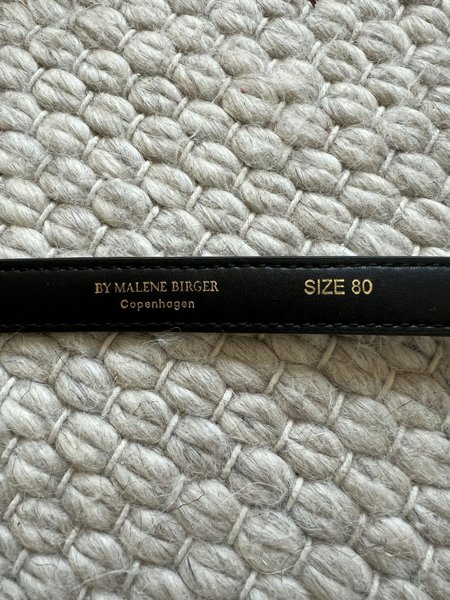 BY MALENE BIRGER SIZE 80
Copenhagen